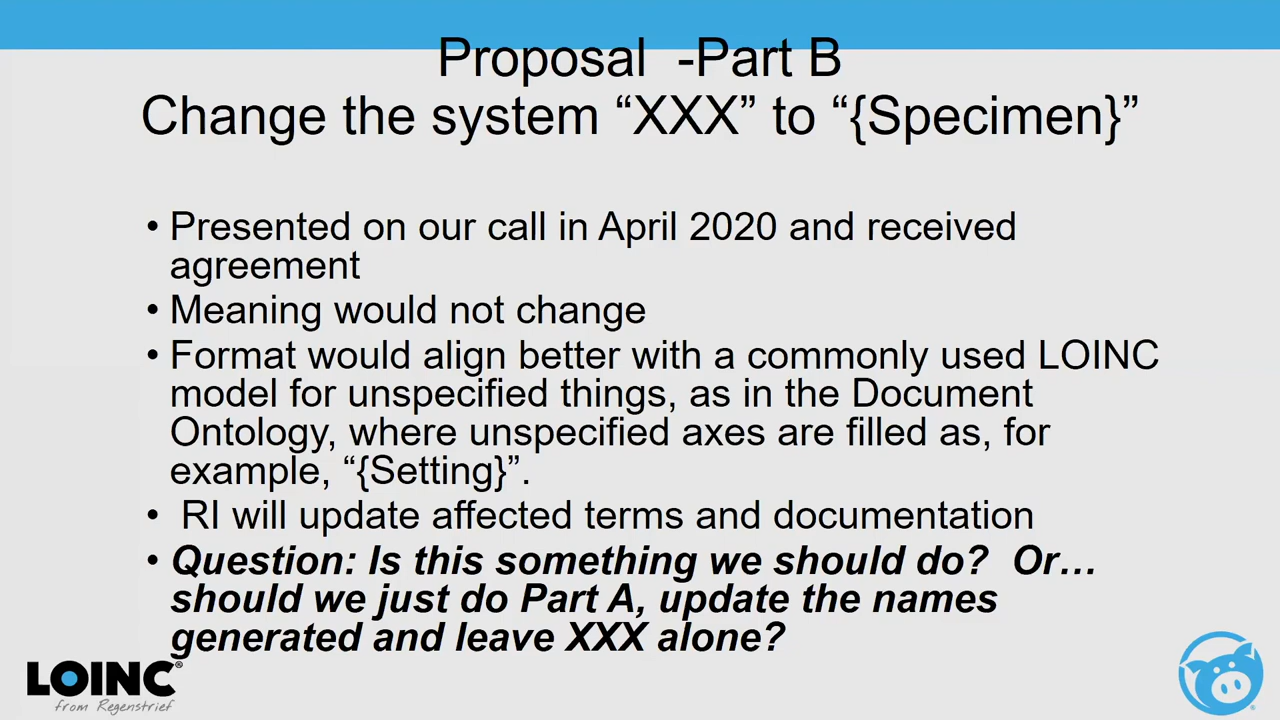 Proposal -Part B
Change the system “XXX” to “{Specimen}”
• Presented on our call in April 2020 and received
agreement
• Meaning would not change
• Format would align better with a commonly used LOINC
model for unspecified things, as in the Document
Ontology, where unspecified axes are filled as, for
example, “{Setting}”.
• RI will update affected terms and documentation
• Question: Is this something we should do? Or…
should we just do Part A, update the names
generated and leave XXX alone?
LOINC®
from Regenstrief